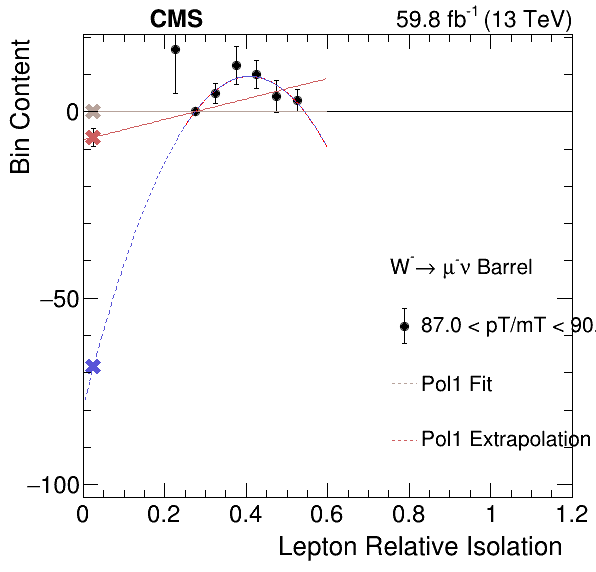 CMS
59.8 fb⁻¹ (13 TeV)
Bin Content
0
−50
−100
W⁻→ μ⁻ν Barrel
87.0 < pT/mT < 90.
Pol1 Fit
Pol1 Extrapolation
0 0.2 0.4 0.6 0.8 1 1.2
Lepton Relative Isolation